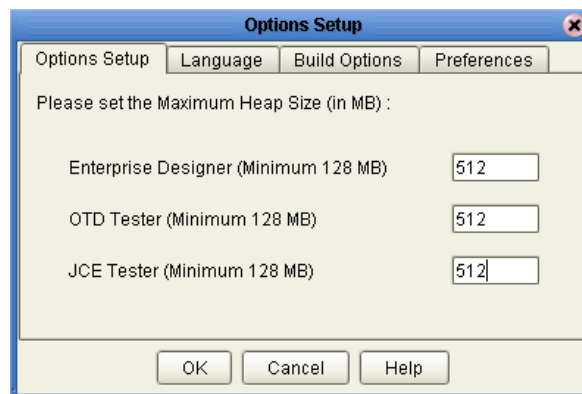 Options Setup
Options Setup Language Build Options Preferences
Please set the Maximum Heap Size (in MB) :
Enterprise Designer (Minimum 128 MB) 512
OTD Tester (Minimum 128 MB) 512
JCE Tester (Minimum 128 MB) 512
OK Cancel Help